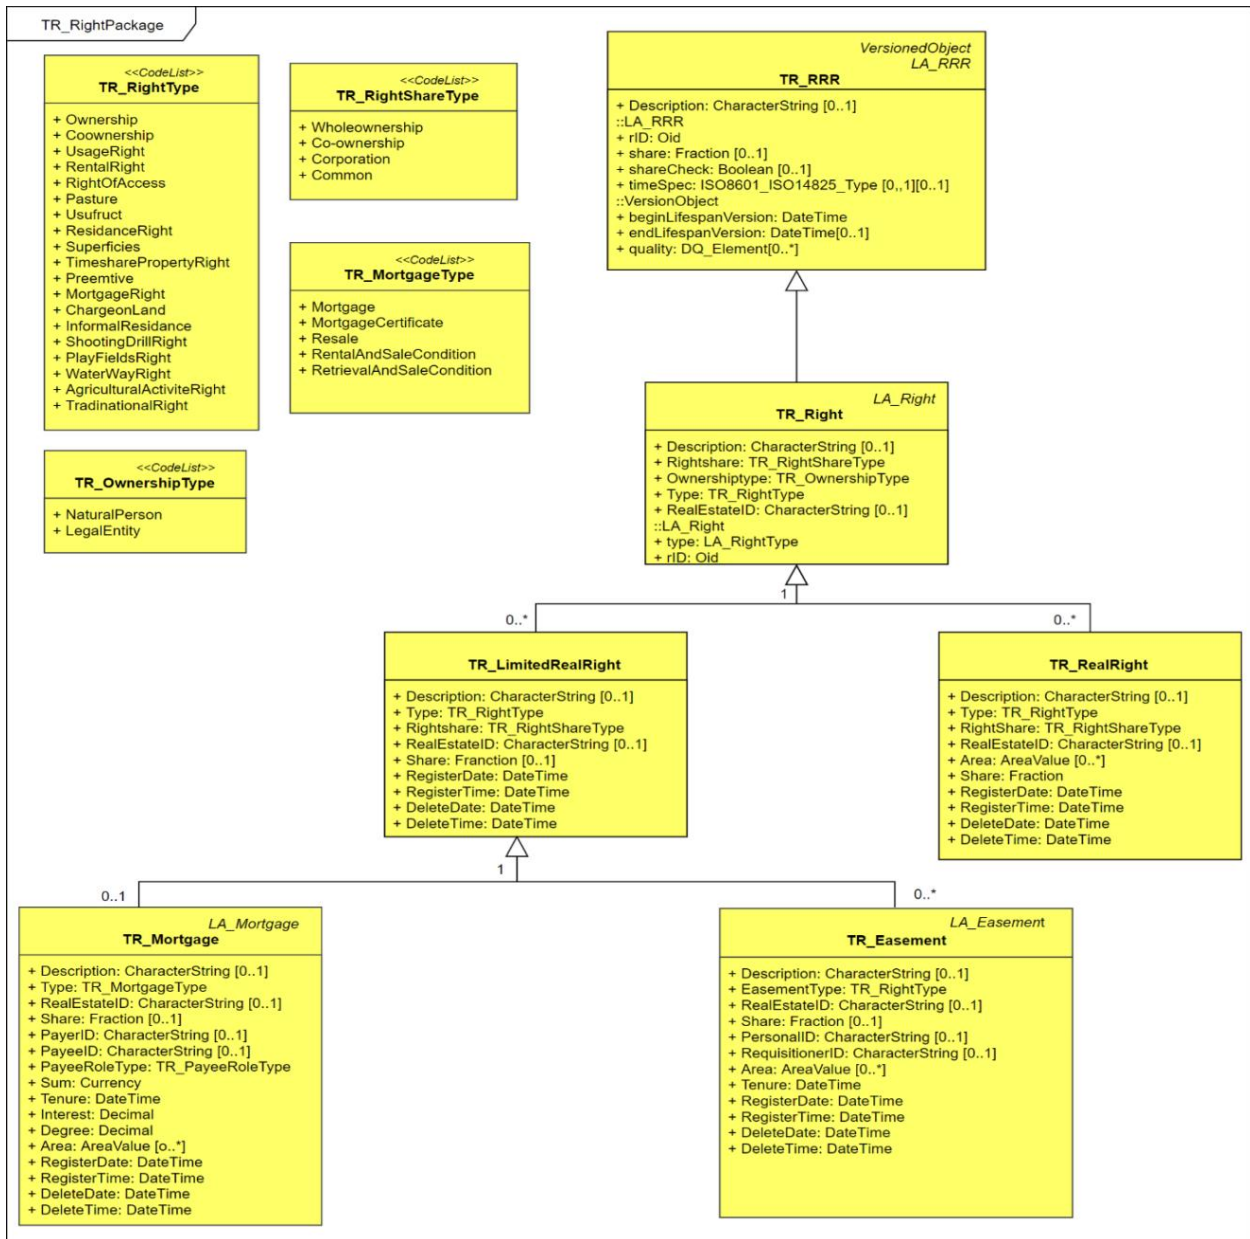 TR_RightPackage
<<CodeList>>
TR_RightType
+ Ownership
+ Coownership
+ UsageRight
+ RentalRight
+ RightOfAccess
+ Pasture
+ Usufruct
+ ResidanceRight
+ Superficies
+ TimesharePropertyRight
+ Preemtive
+ MortgageRight
+ ChargeonLand
+ InformalResidance
+ ShootingDrillRight
+ PlayFieldsRight
+ WaterWayRight
+ AgriculturalActiviteRight
+ TradinationalRight
<<CodeList>>
TR_RightShareType
+ Wholeownership
+ Co-ownership
+ Corporation
+ Common
<<CodeList>>
TR_MortgageType
+ Mortgage
+ MortgageCertificate
+ Resale
+ RentalAndSaleCondition
+ RetrievalAndSaleCondition
<<CodeList>>
TR_OwnershipType
+ NaturalPerson
+ LegalEntity
VersionedObject
LA_RRR
TR_RRR
+ Description: CharacterString [0..1]
::LA_RRR
+ rID: Oid
+ share: Fraction [0..1]
+ shareCheck: Boolean [0..1]
+ timeSpec: ISO8601_ISO14825_Type [0,,1][0..1]
::VersionObject
+ beginLifespanVersion: DateTime
+ endLifespanVersion: DateTime[0..1]
+ quality: DQ_Element[0..*]
LA_Right
TR_Right
+ Description: CharacterString [0..1]
+ Rightshare: TR_RightShareType
+ Ownershiptype: TR_OwnershipType
+ Type: TR_RightType
+ RealEstateID: CharacterString [0..1]
::LA_Right
+ type: LA_RightType
+ rID: Oid
1
0..*
0..*
TR_LimitedRealRight
+ Description: CharacterString [0..1]
+ Type: TR_RightType
+ Rightshare: TR_RightShareType
+ RealEstateID: CharacterString [0..1]
+ Share: Franction [0..1]
+ RegisterDate: DateTime
+ RegisterTime: DateTime
+ DeleteDate: DateTime
+ DeleteTime: DateTime
TR_RealRight
+ Description: CharacterString [0..1]
+ Type: TR_RightType
+ RightShare: TR_RightShareType
+ RealEstateID: CharacterString [0..1]
+ Area: AreaValue [0..*]
+ Share: Fraction
+ RegisterDate: DateTime
+ RegisterTime: DateTime
+ DeleteDate: DateTime
+ DeleteTime: DateTime
1
0..1
0..*
LA_Mortgage
TR_Mortgage
+ Description: CharacterString [0..1]
+ Type: TR_MortgageType
+ RealEstateID: CharacterString [0..1]
+ Share: Fraction [0..1]
+ PayerID: CharacterString [0..1]
+ PayeeID: CharacterString [0..1]
+ PayeeRoleType: TR_PayeeRoleType
+ Sum: Currency
+ Tenure: DateTime
+ Interest: Decimal
+ Degree: Decimal
+ Area: AreaValue [o..*]
+ RegisterDate: DateTime
+ RegisterTime: DateTime
+ DeleteDate: DateTime
+ DeleteTime: DateTime
LA_Easement
TR_Easement
+ Description: CharacterString [0..1]
+ EasementType: TR_RightType
+ RealEstateID: CharacterString [0..1]
+ Share: Fraction [0..1]
+ PersonalID: CharacterString [0..1]
+ RequisitionerID: CharacterString [0..1]
+ Area: AreaValue [0..*]
+ Tenure: DateTime
+ RegisterDate: DateTime
+ RegisterTime: DateTime
+ DeleteDate: DateTime
+ DeleteTime: DateTime